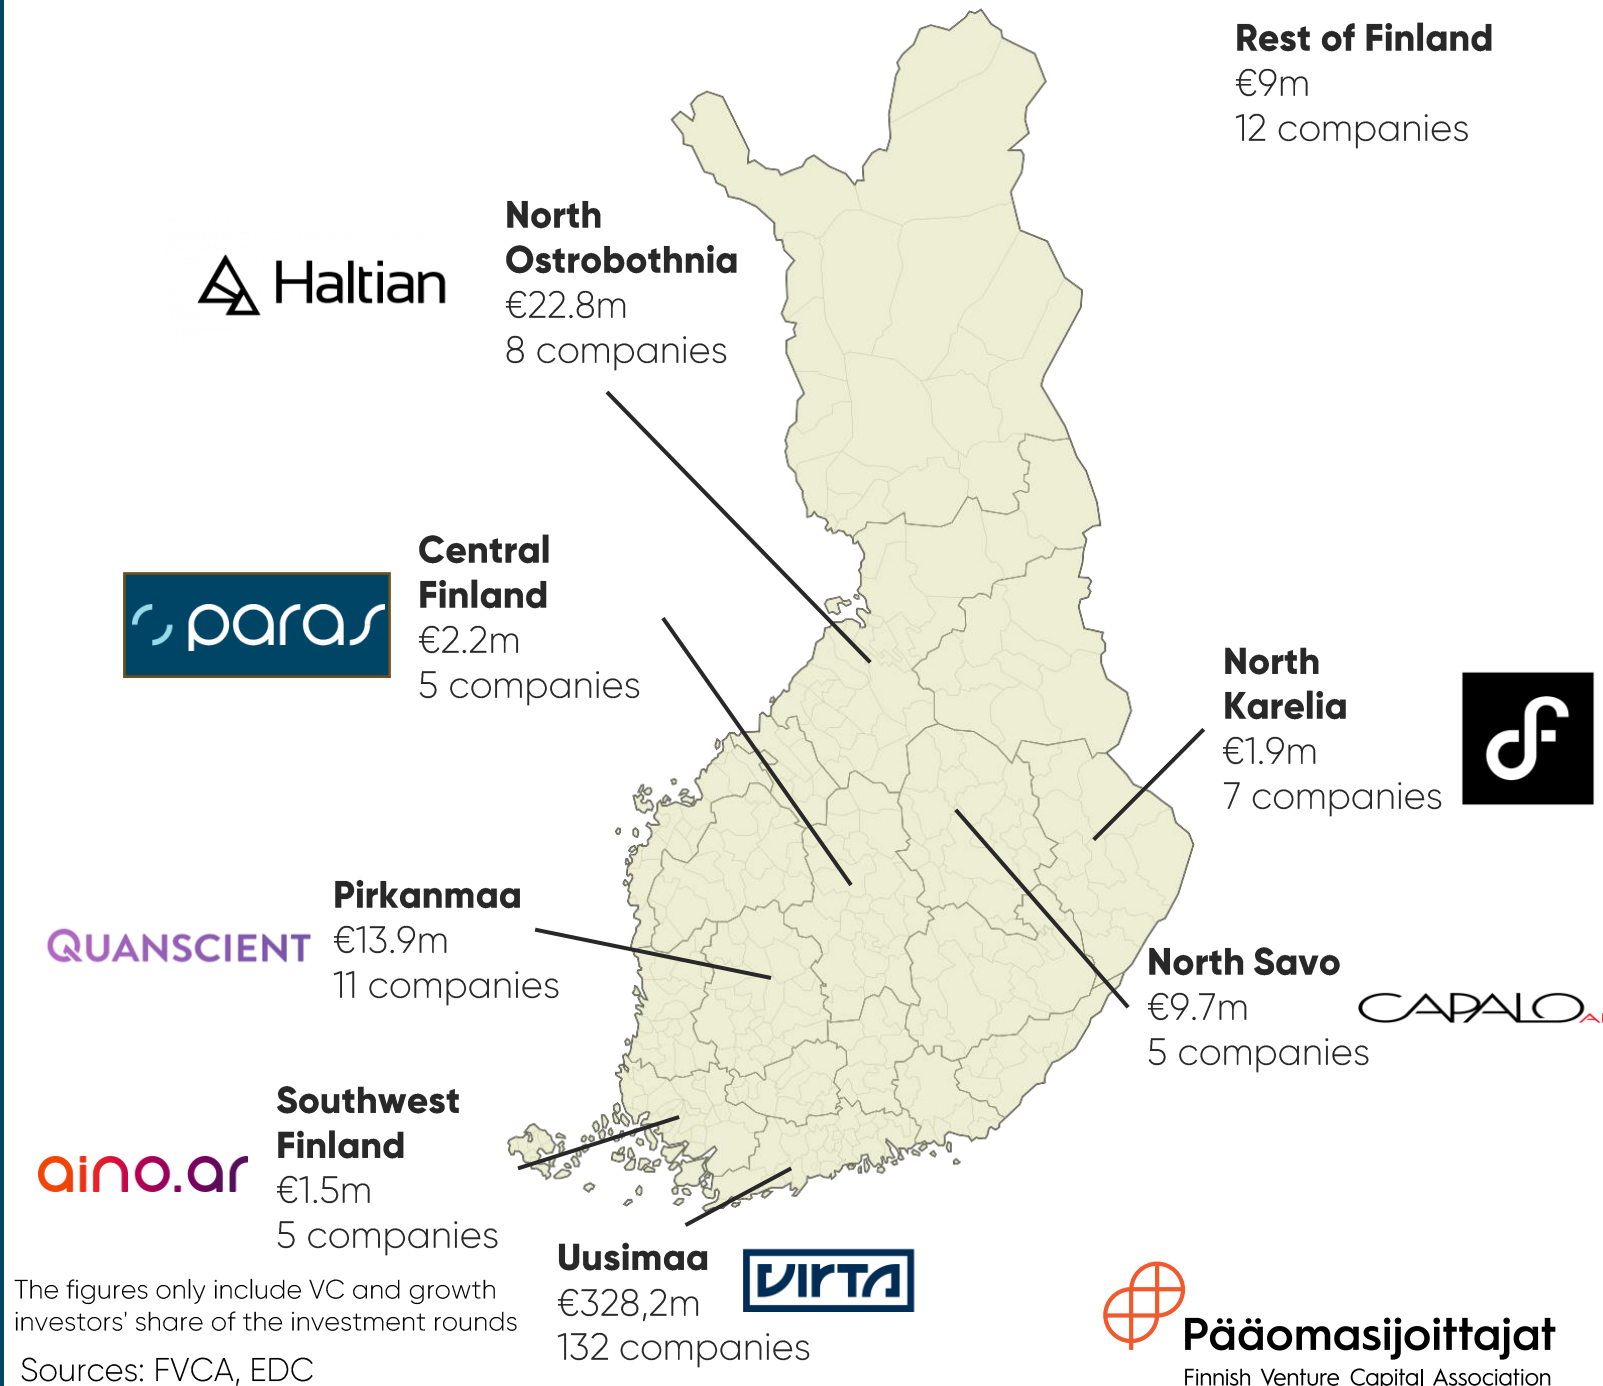 Rest of Finland
€9m
12 companies
North
Ostrobothnia
€22.8m
8 companies
Haltian
Central
Finland
€2.2m
5 companies
paras
North
Karelia
€1.9m
7 companies
Pirkanmaa
€13.9m
11 companies
QUANSCIENT
North Savo
€9.7m
5 companies
CAPALO
Southwest
Finland
€1.5m
5 companies
aino.ar
Uusimaa
€328,2m
132 companies
VIRTA
The figures only include VC and growth
investors' share of the investment rounds
Sources: FVCA, EDC
Pääomasijoittajat
Finnish Venture Capital Association